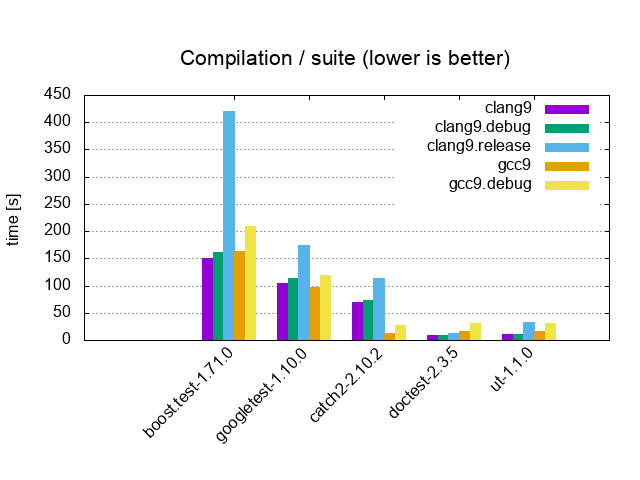 Compilation / suite (lower is better)
time [s]
450
400
350
300
250
200
150
100
50
0
clang9
clang9.debug
clang9.release
gcc9
gcc9.debug
boost.test-1.71.0
googletest-1.10.0
catch2-2.10.2
doctest-2.3.5
ut-1.1.0